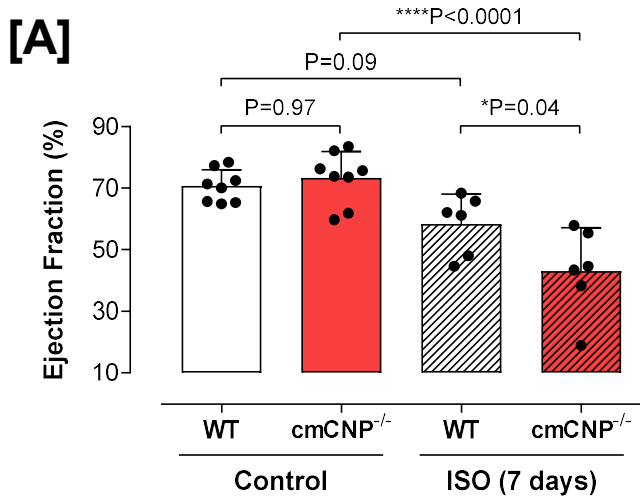 [A]
****P<0.0001
P=0.09
P=0.97
*P=0.04
Ejection Fraction (%)
90
70
50
30
10
WT cmCNP-/- WT cmCNP-/-
Control ISO (7 days)